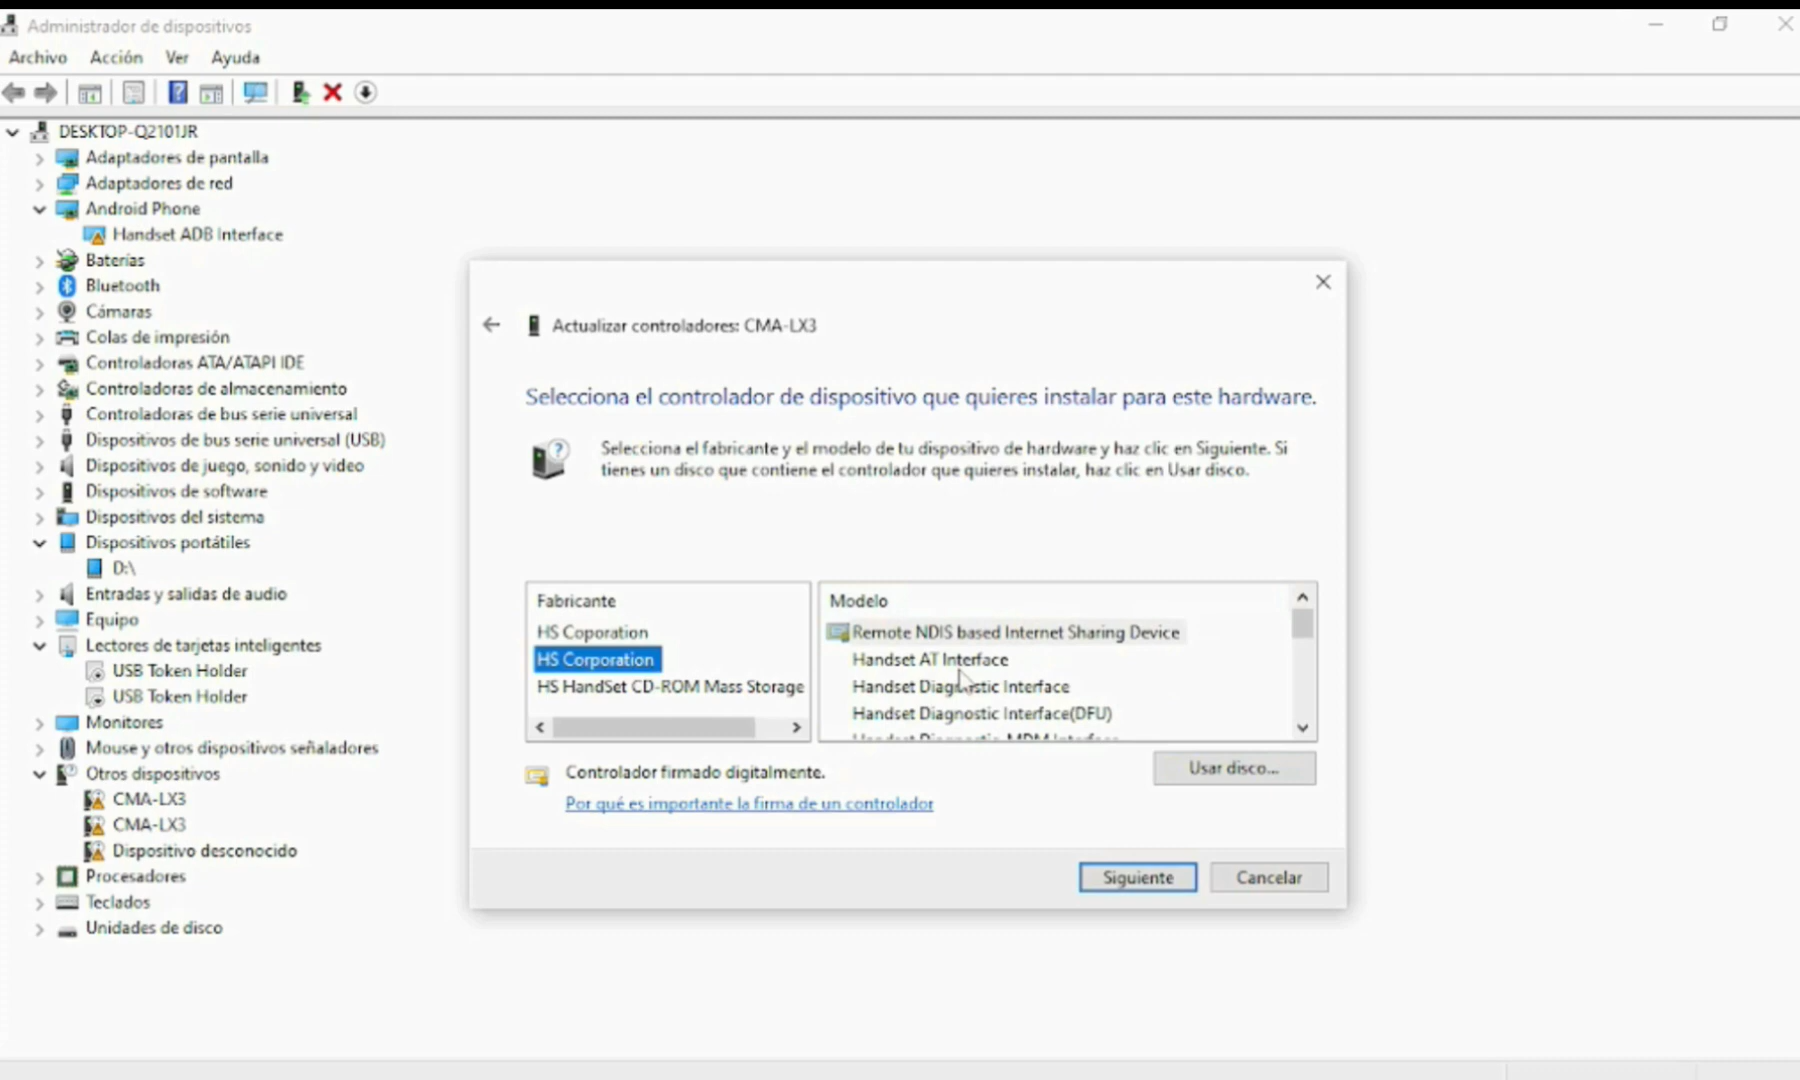 Administrador de dispositivos
Archivo Acción Ver Ayuda
DESKTOP-Q2101JR
Adaptadores de pantalla
Adaptadores de red
Android Phone
Handset ADB Interface
Baterías
Bluetooth
Cámaras
Colas de impresión
Controladoras ATA/ATAPI IDE
Controladoras de almacenamiento
Controladoras de bus serie universal
Dispositivos de bus serie universal (USB)
Dispositivos de juego, sonido y video
Dispositivos de software
Dispositivos del sistema
Dispositivos portátiles
D:\
Entradas y salidas de audio
Equipo
Lectores de tarjetas inteligentes
USB Token Holder
USB Token Holder
Monitores
Mouse y otros dispositivos señaladores
Otros dispositivos
CMA-LX3
CMA-LX3
Dispositivo desconocido
Procesadores
Teclados
Unidades de disco
Actualizar controladores: CMA-LX3
Selecciona el controlador de dispositivo que quieres instalar para este hardware.
Selecciona el fabricante y el modelo de tu dispositivo de hardware y haz clic en Siguiente. Si
tienes un disco que contiene el controlador que quieres instalar, haz clic en Usar disco.
Fabricante
HS Coporation
HS Corporation
HS HandSet CD-ROM Mass Storage
Modelo
Remote NDIS based Internet Sharing Device
Handset AT Interface
Handset Diagnostic Interface
Handset Diagnostic Interface(DFU)
Controlador firmado digitalmente.
Por qué es importante la firma de un controlador
Usar disco...
Siguiente Cancelar